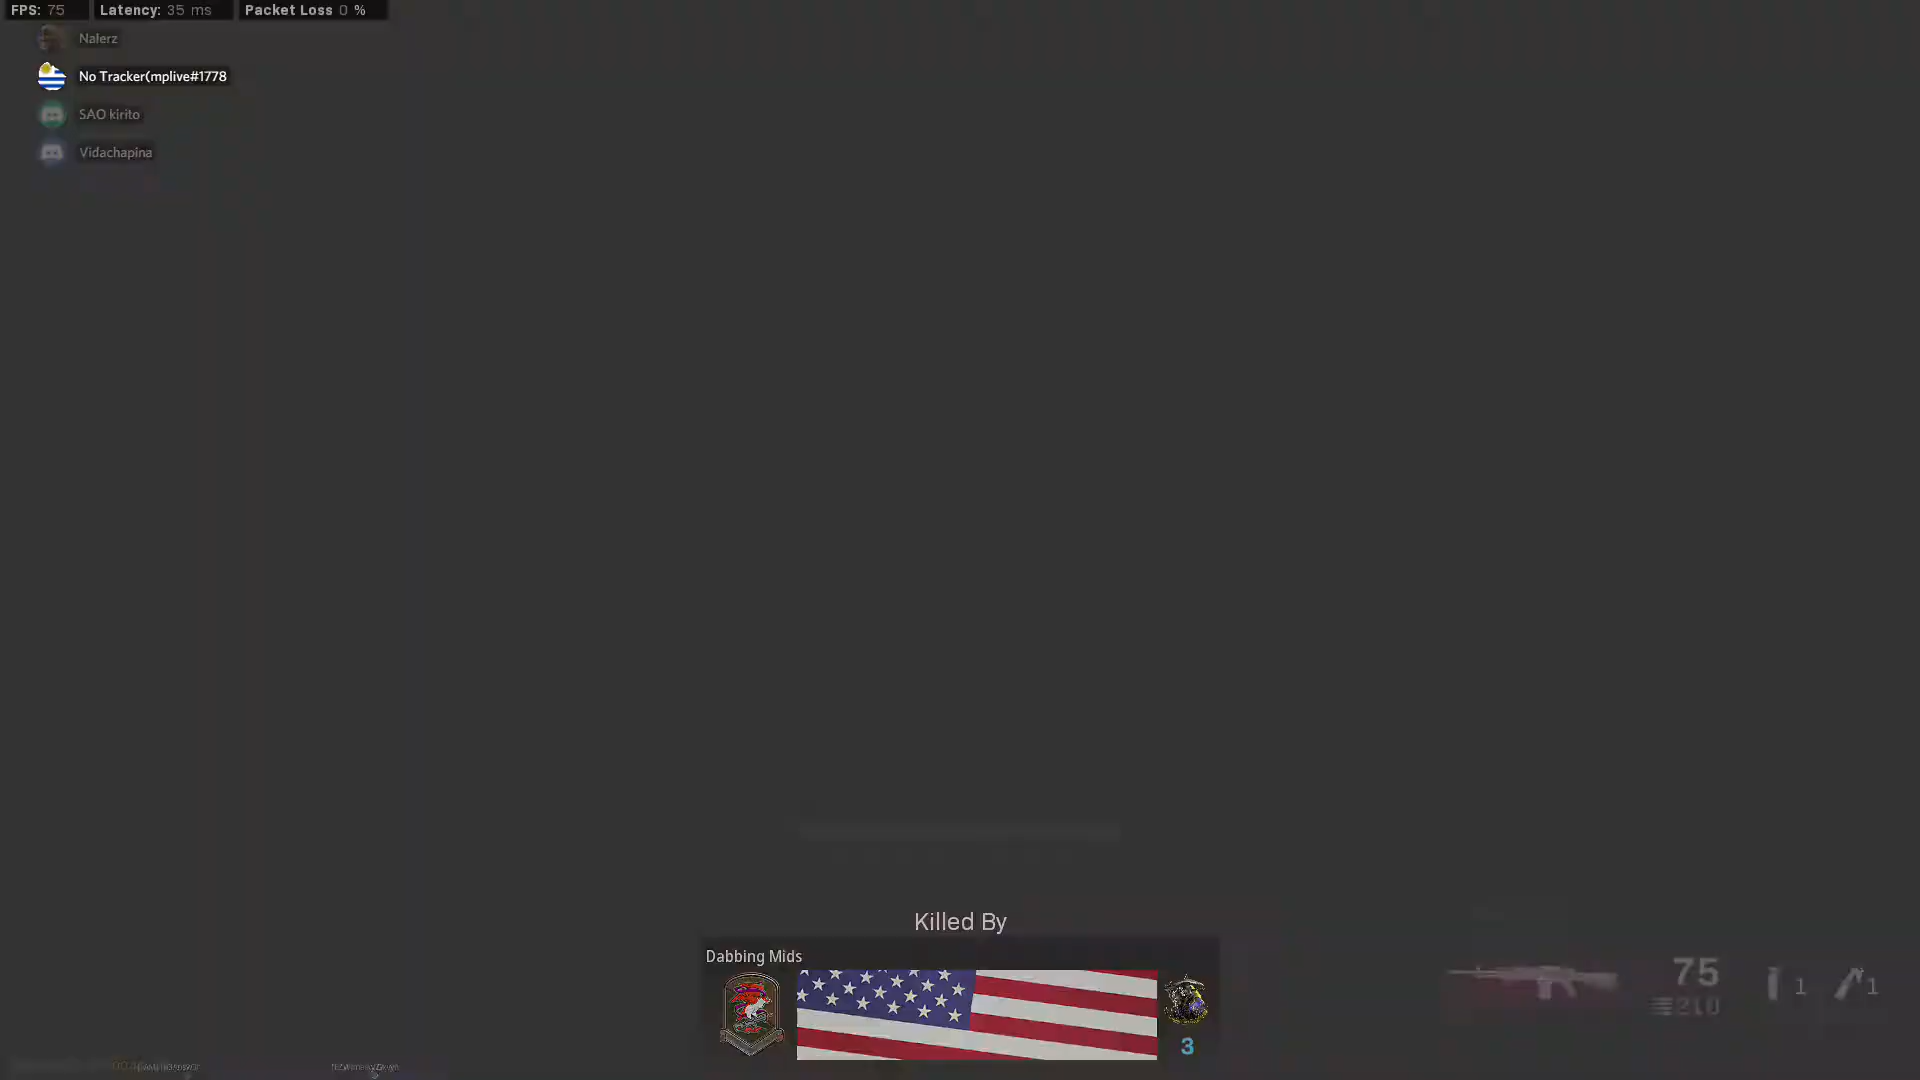 FPS: 75 Latency: 35 ms Packet Loss 0 %
Nalerz
No Tracker(mplive#1778
SAO kirito
Vidachapina
Killed By
Dabbing Mids
3
75
210
1
1